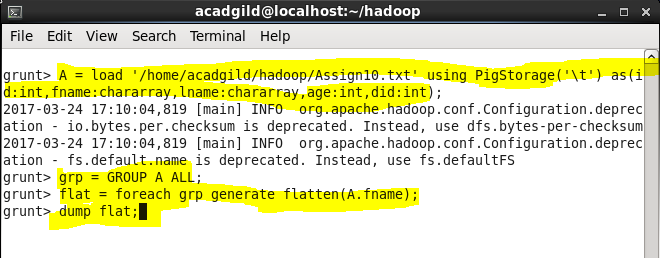 acadgild@localhost:~/hadoop
File Edit View Search Terminal Help
grunt> A = load '/home/acadgild/hadoop/Assign10.txt' using PigStorage('\t') as(i
d:int,fname:chararray,lname:chararray,age:int,did:int);
2017-03-24 17:10:04,819 [main] INFO  org.apache.hadoop.conf.Configuration.deprec
ation - io.bytes.per.checksum is deprecated. Instead, use dfs.bytes-per-checksum
2017-03-24 17:10:04,819 [main] INFO  org.apache.hadoop.conf.Configuration.deprec
ation - fs.default.name is deprecated. Instead, use fs.defaultFS
grunt> grp = GROUP A ALL;
grunt> flat = foreach grp generate flatten(A.fname);
grunt> dump flat;